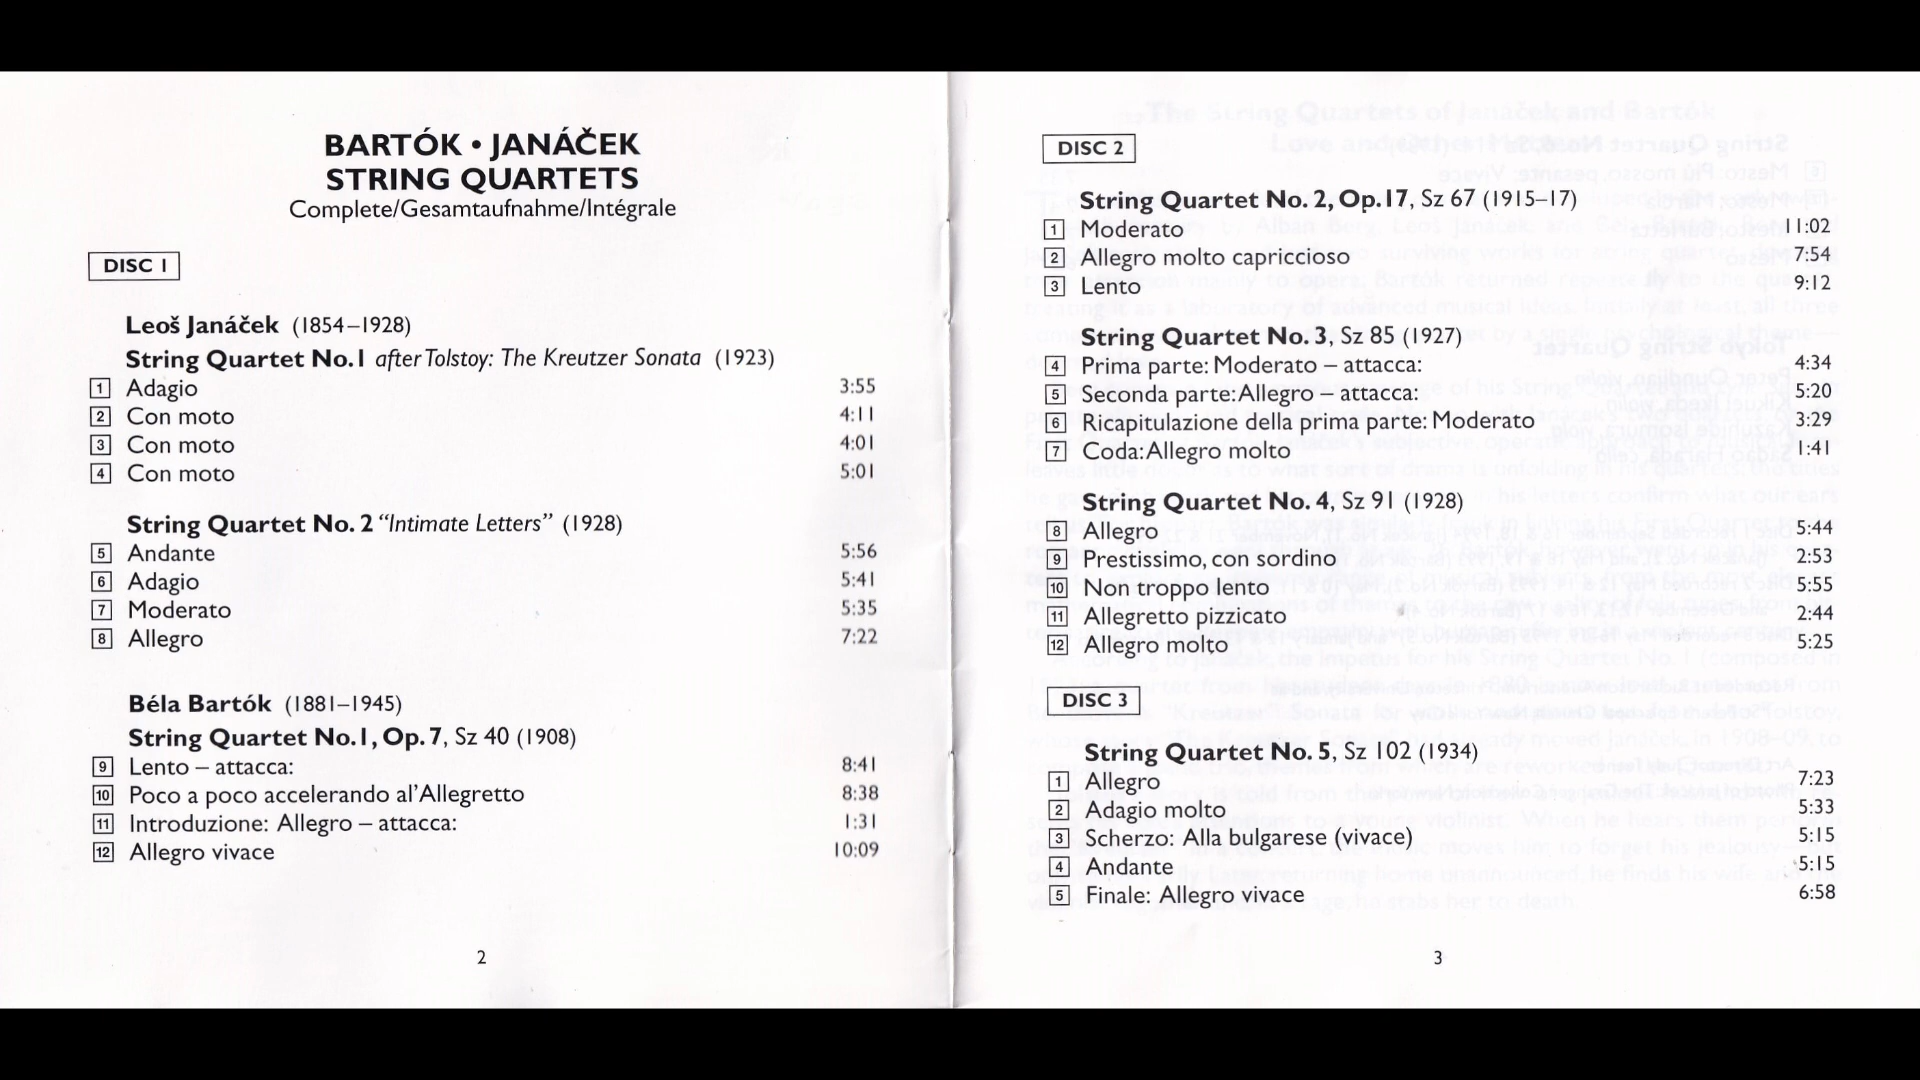 BARTÓK • JANÁČEK
STRING QUARTETS
Complete/Gesamtaufnahme/Intégrale
DISC 1
Leoš Janáček (1854–1928)
String Quartet No.1 after Tolstoy: The Kreutzer Sonata (1923)
1 Adagio 3:55
2 Con moto 4:11
3 Con moto 4:01
4 Con moto 5:01
String Quartet No. 2 “Intimate Letters” (1928)
5 Andante 5:56
6 Adagio 5:41
7 Moderato 5:35
8 Allegro 7:22
Béla Bartók (1881–1945)
String Quartet No.1, Op. 7, Sz 40 (1908)
9 Lento – attacca: 8:41
10 Poco a poco accelerando al’Allegretto 8:38
11 Introduzione: Allegro – attacca: 1:31
12 Allegro vivace 10:09
2
DISC 2
String Quartet No. 2, Op. 17, Sz 67 (1915–17)
1 Moderato 11:02
2 Allegro molto capriccioso 7:54
3 Lento 9:12
String Quartet No. 3, Sz 85 (1927)
4 Prima parte: Moderato – attacca: 4:34
5 Seconda parte: Allegro – attacca: 5:20
6 Ricapitulazione della prima parte: Moderato 3:29
7 Coda: Allegro molto 1:41
String Quartet No. 4, Sz 91 (1928)
8 Allegro 5:44
9 Prestissimo, con sordino 2:53
10 Non troppo lento 5:55
11 Allegretto pizzicato 2:44
12 Allegro molto 5:25
DISC 3
String Quartet No. 5, Sz 102 (1934)
1 Allegro 7:23
2 Adagio molto 5:33
3 Scherzo: Alla bulgarese (vivace) 5:15
4 Andante 5:15
5 Finale: Allegro vivace 6:58
3